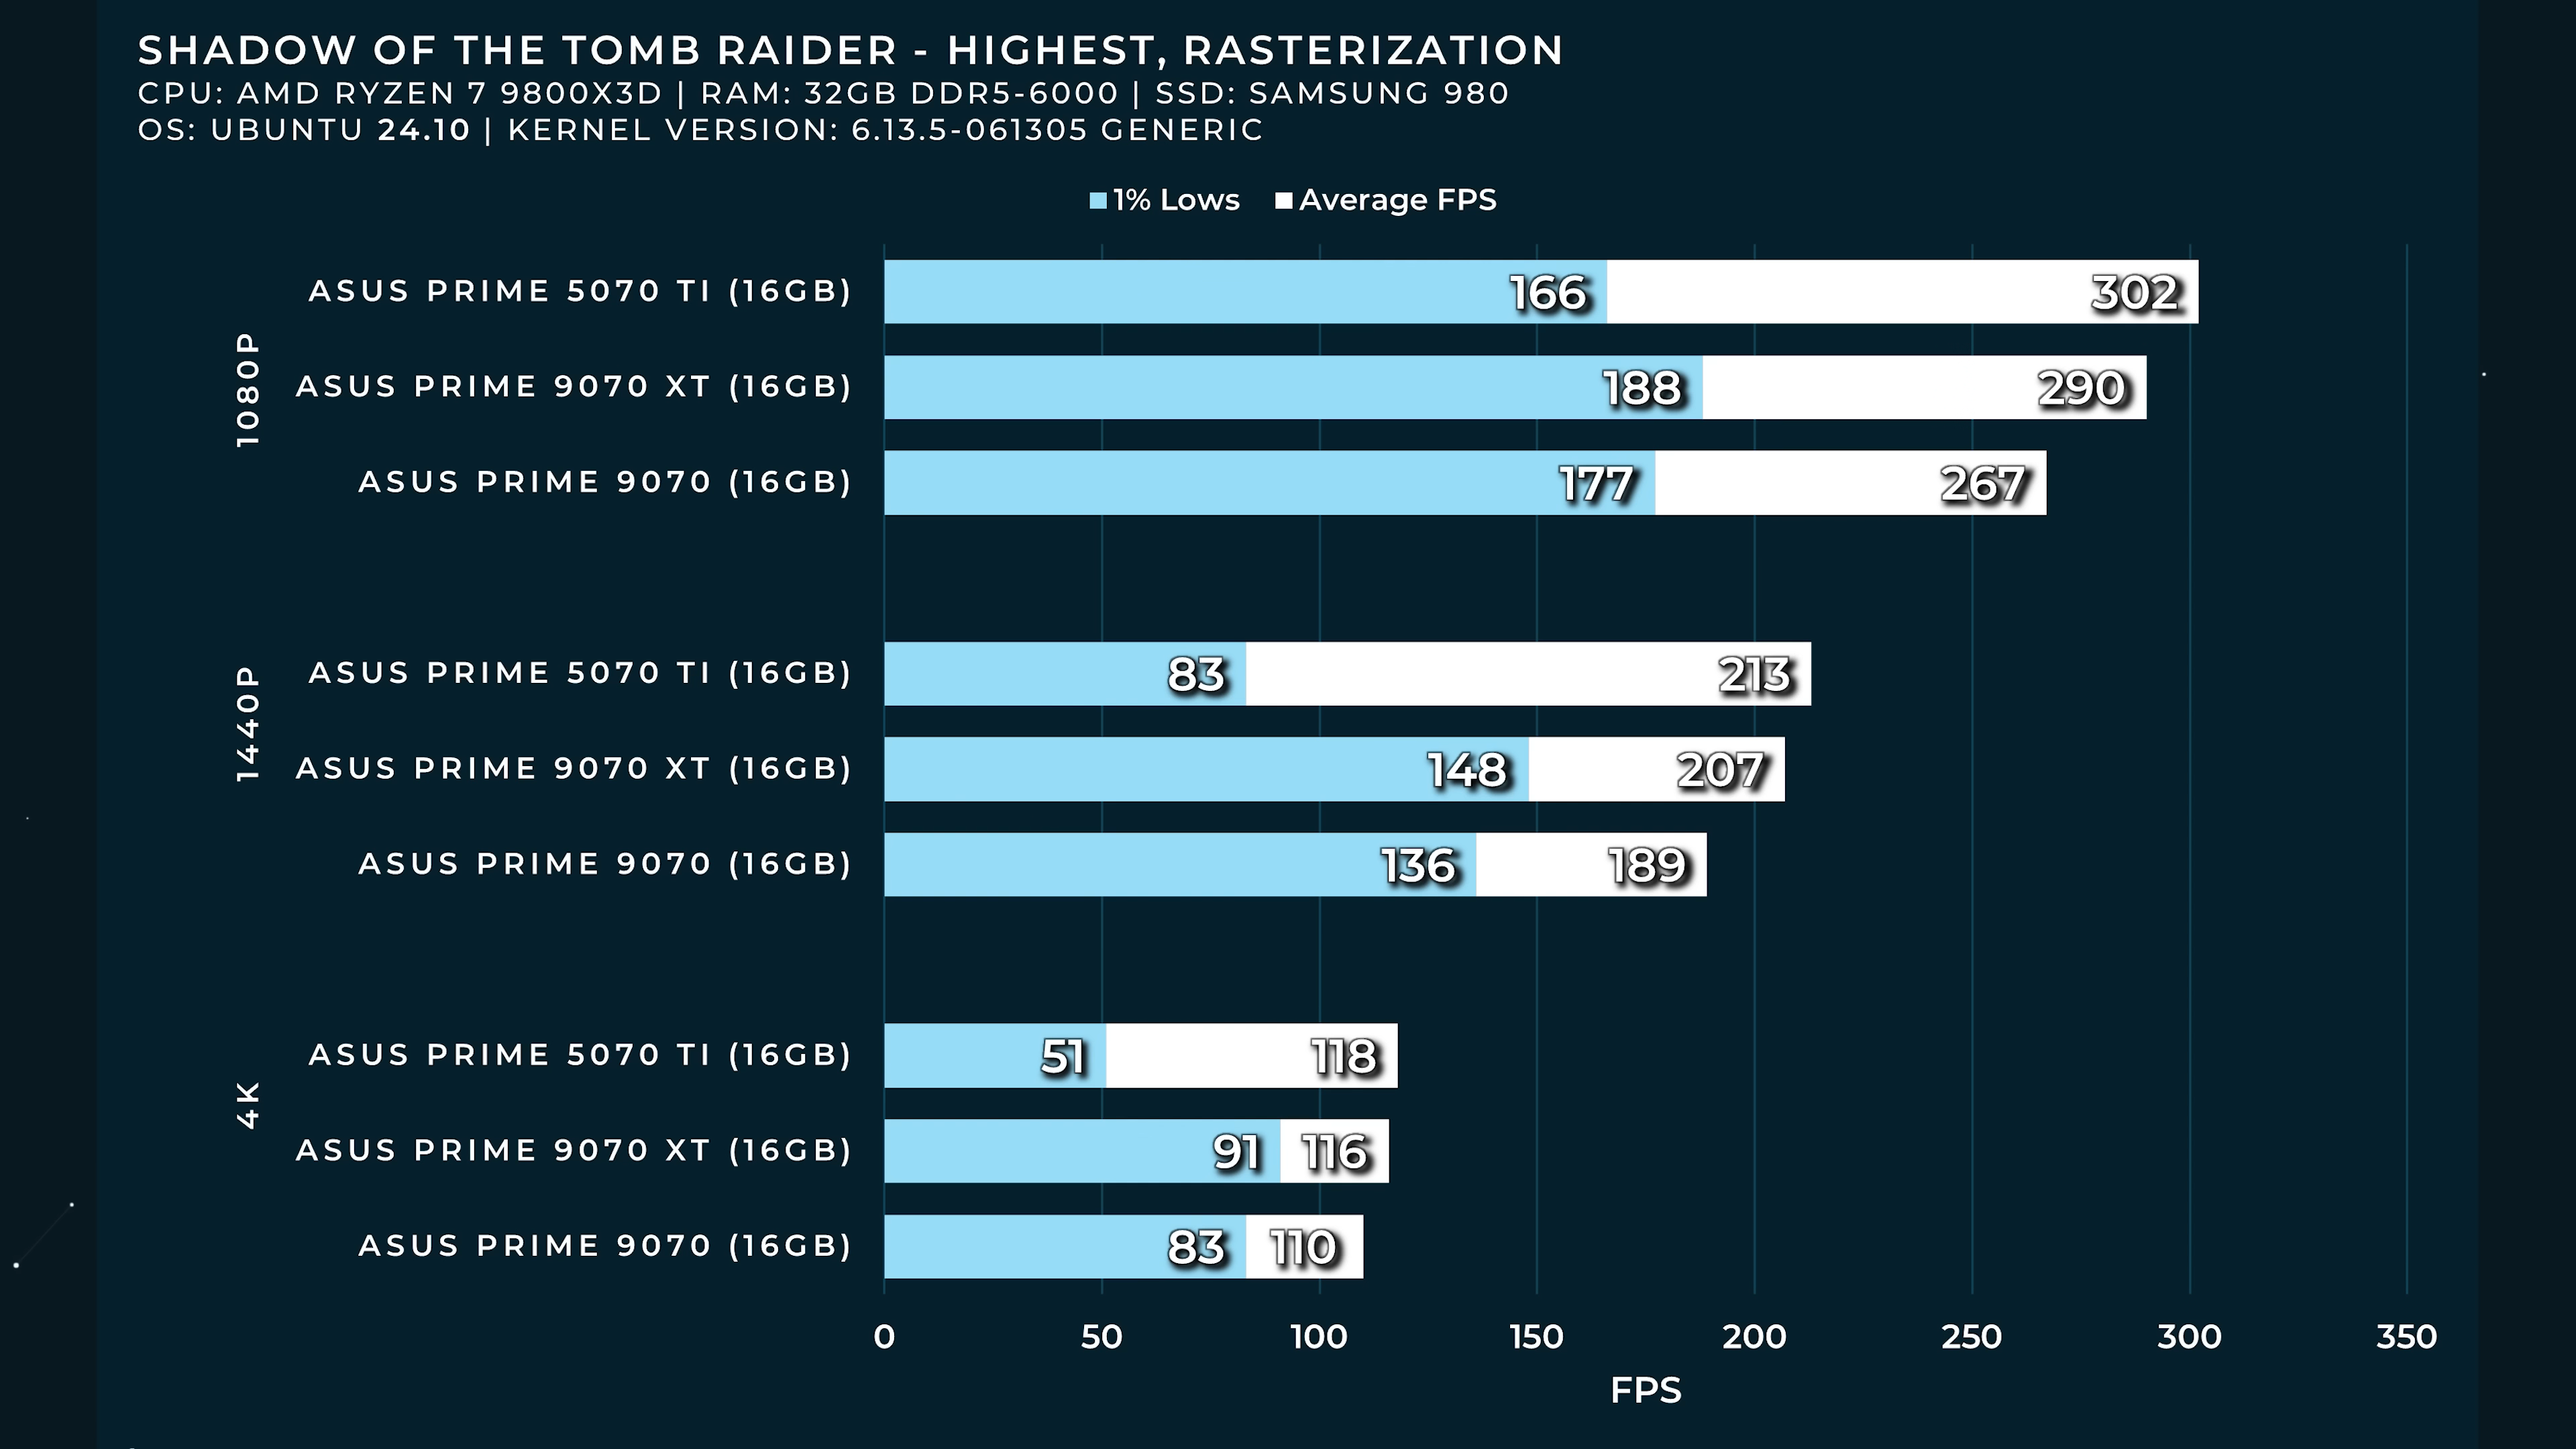 SHADOW OF THE TOMB RAIDER - HIGHEST, RASTERIZATION
CPU: AMD RYZEN 7 9800X3D | RAM: 32GB DDR5-6000 | SSD: SAMSUNG 980
OS: UBUNTU 24.10 | KERNEL VERSION: 6.13.5-061305 GENERIC
1% Lows Average FPS
1080P
ASUS PRIME 5070 TI (16GB) 166 302
ASUS PRIME 9070 XT (16GB) 188 290
ASUS PRIME 9070 (16GB) 177 267
1440P
ASUS PRIME 5070 TI (16GB) 83 213
ASUS PRIME 9070 XT (16GB) 148 207
ASUS PRIME 9070 (16GB) 136 189
4K
ASUS PRIME 5070 TI (16GB) 51 118
ASUS PRIME 9070 XT (16GB) 91 116
ASUS PRIME 9070 (16GB) 83 110
0 50 100 150 200 250 300 350
FPS